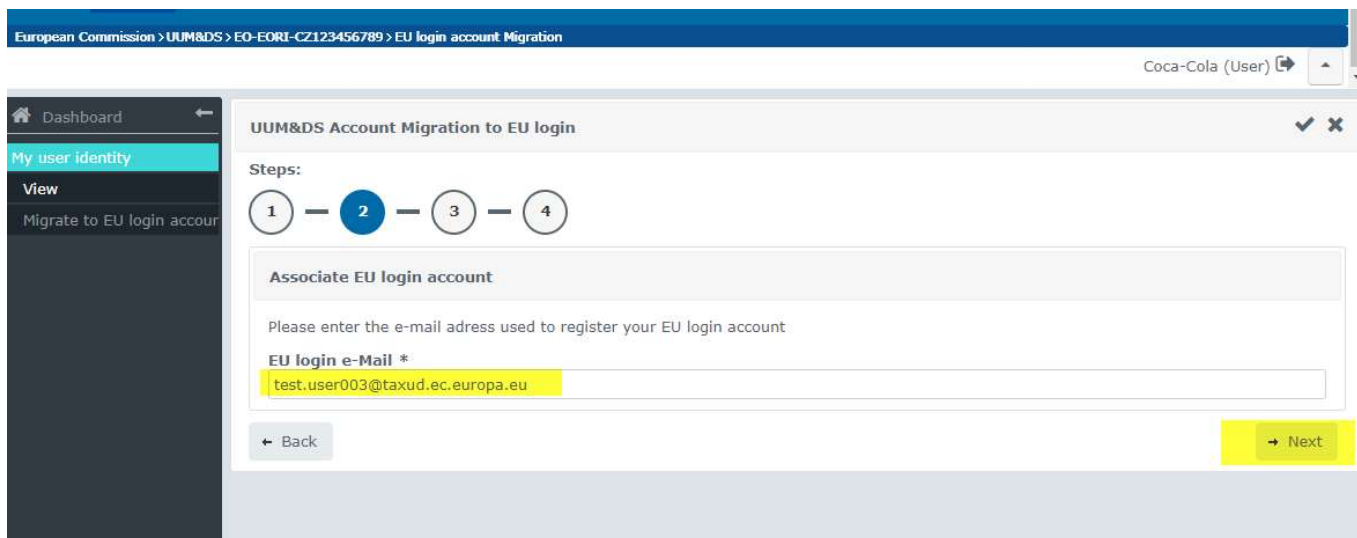 European Commission > UUM&DS > EO-EORI-CZ123456789 > EU login account Migration
Coca-Cola (User)
Dashboard
My user identity
View
Migrate to EU login accour
UUM&DS Account Migration to EU login
Steps:
1 2 3 4
Associate EU login account
Please enter the e-mail adress used to register your EU login account
EU login e-Mail *
test.user003@taxud.ec.europa.eu
Back
Next